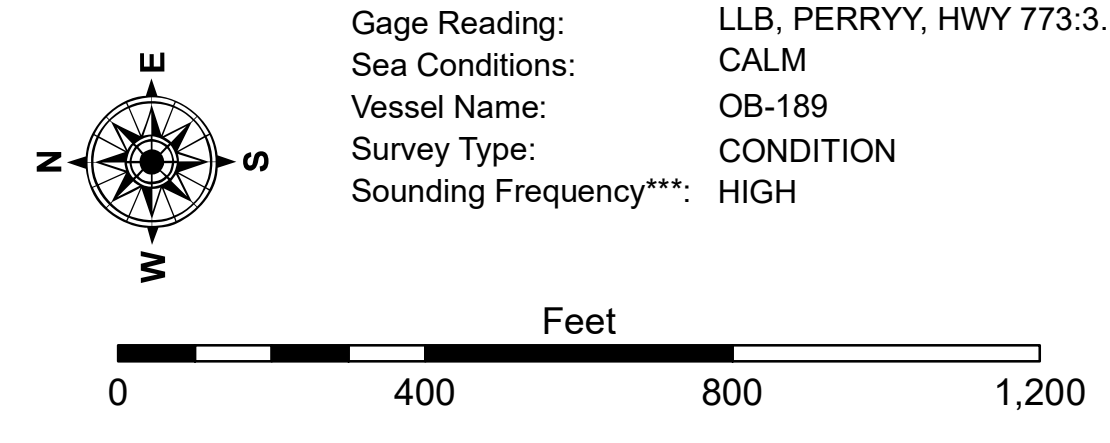 E
N
S
W
Gage Reading: LLB, PERRYY, HWY 773:3.
Sea Conditions: CALM
Vessel Name: OB-189
Survey Type: CONDITION
Sounding Frequency***: HIGH
Feet
0 400 800 1,200